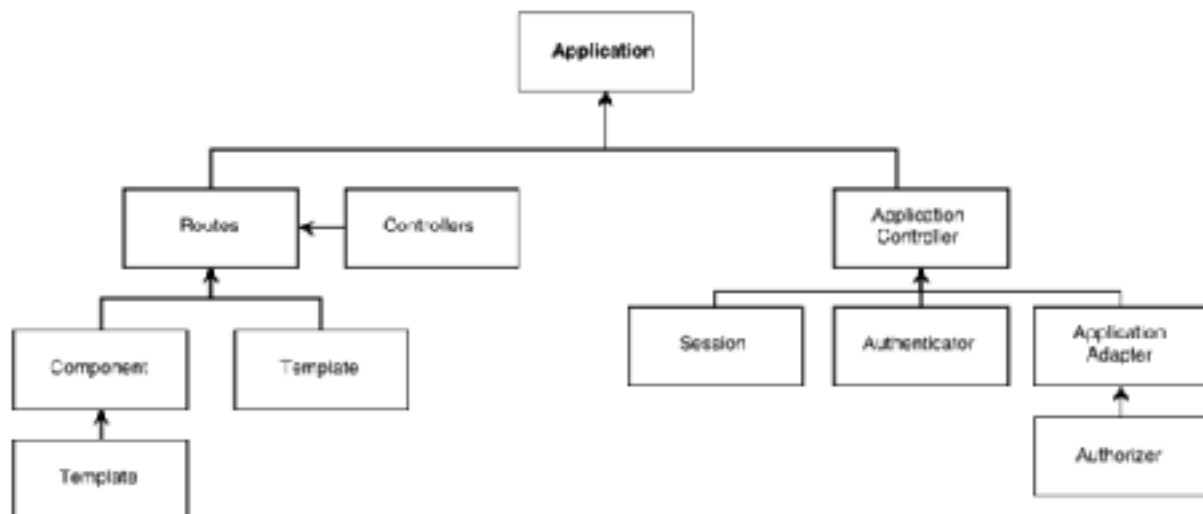 Application
Routes
Controllers
Application
Controller
Component
Template
Session
Authenticator
Application
Adapter
Template
Authorizer